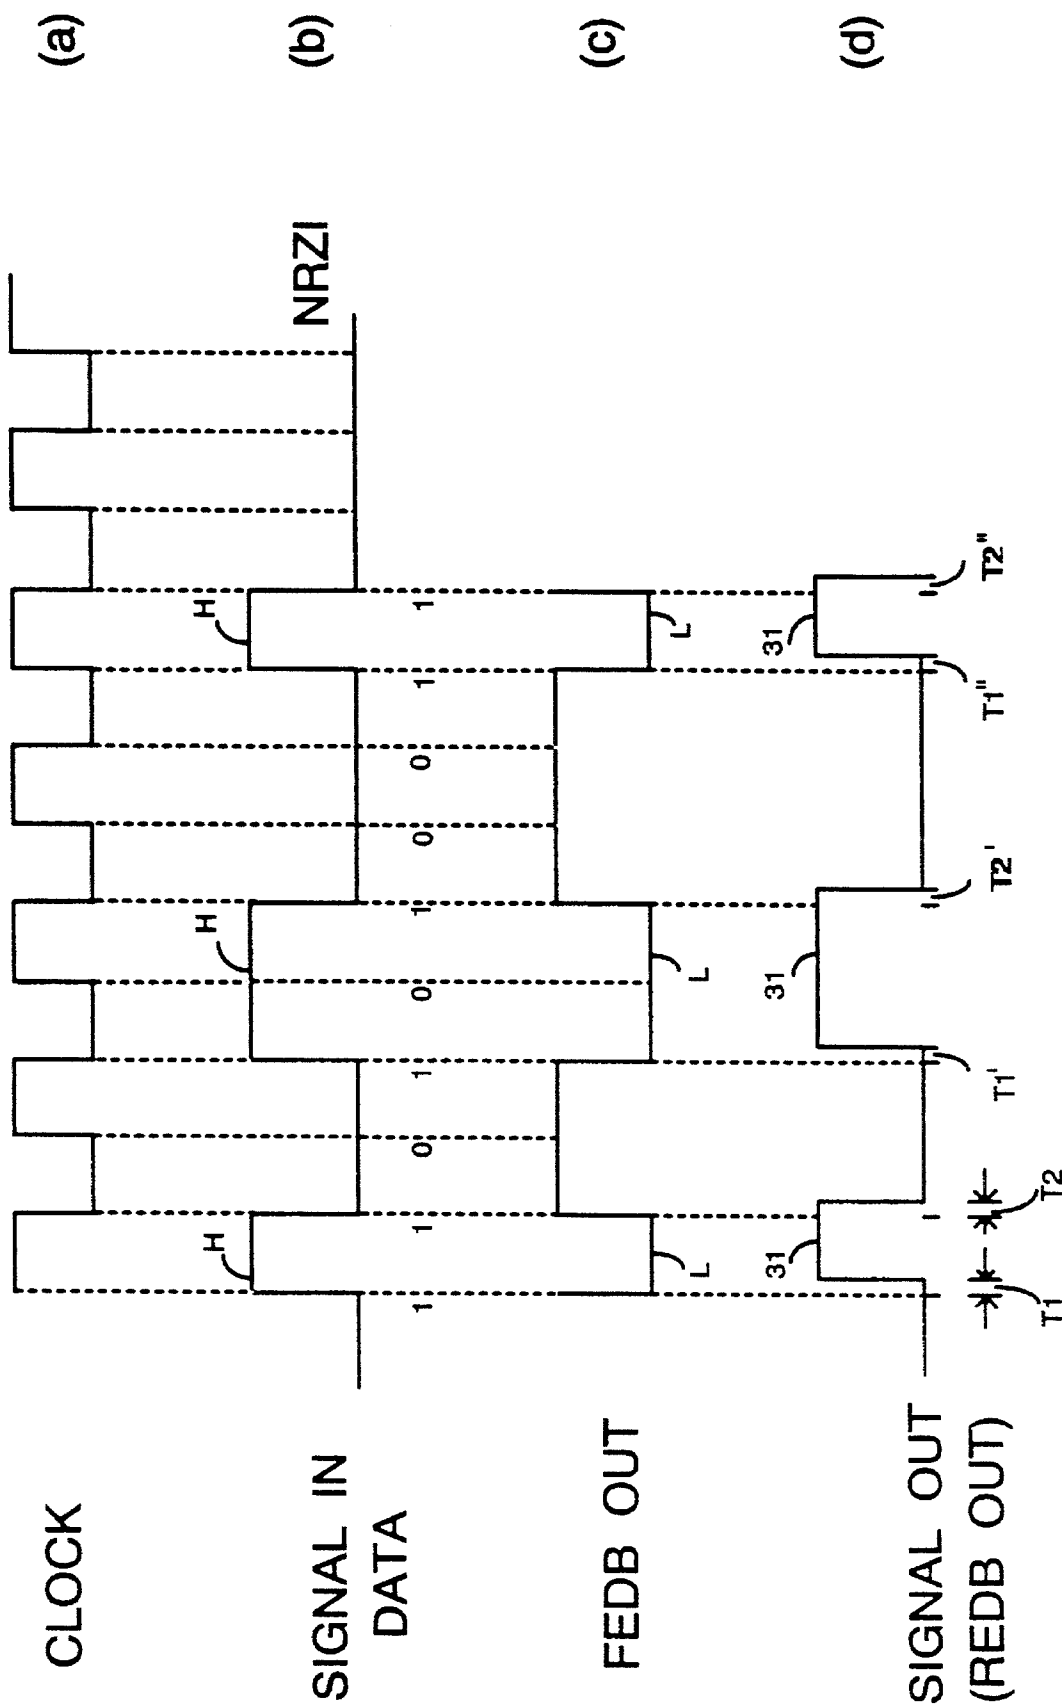 CLOCK
(a)
SIGNAL IN
DATA
H
H
H
NRZI
(b)
1 1 0 1 0 1 0 0 1 1
FEDB OUT
L
L
L
(c)
SIGNAL OUT
(REDB OUT)
31
31
31
(d)
T1
T2
T1'
T2'
T1"
T2"